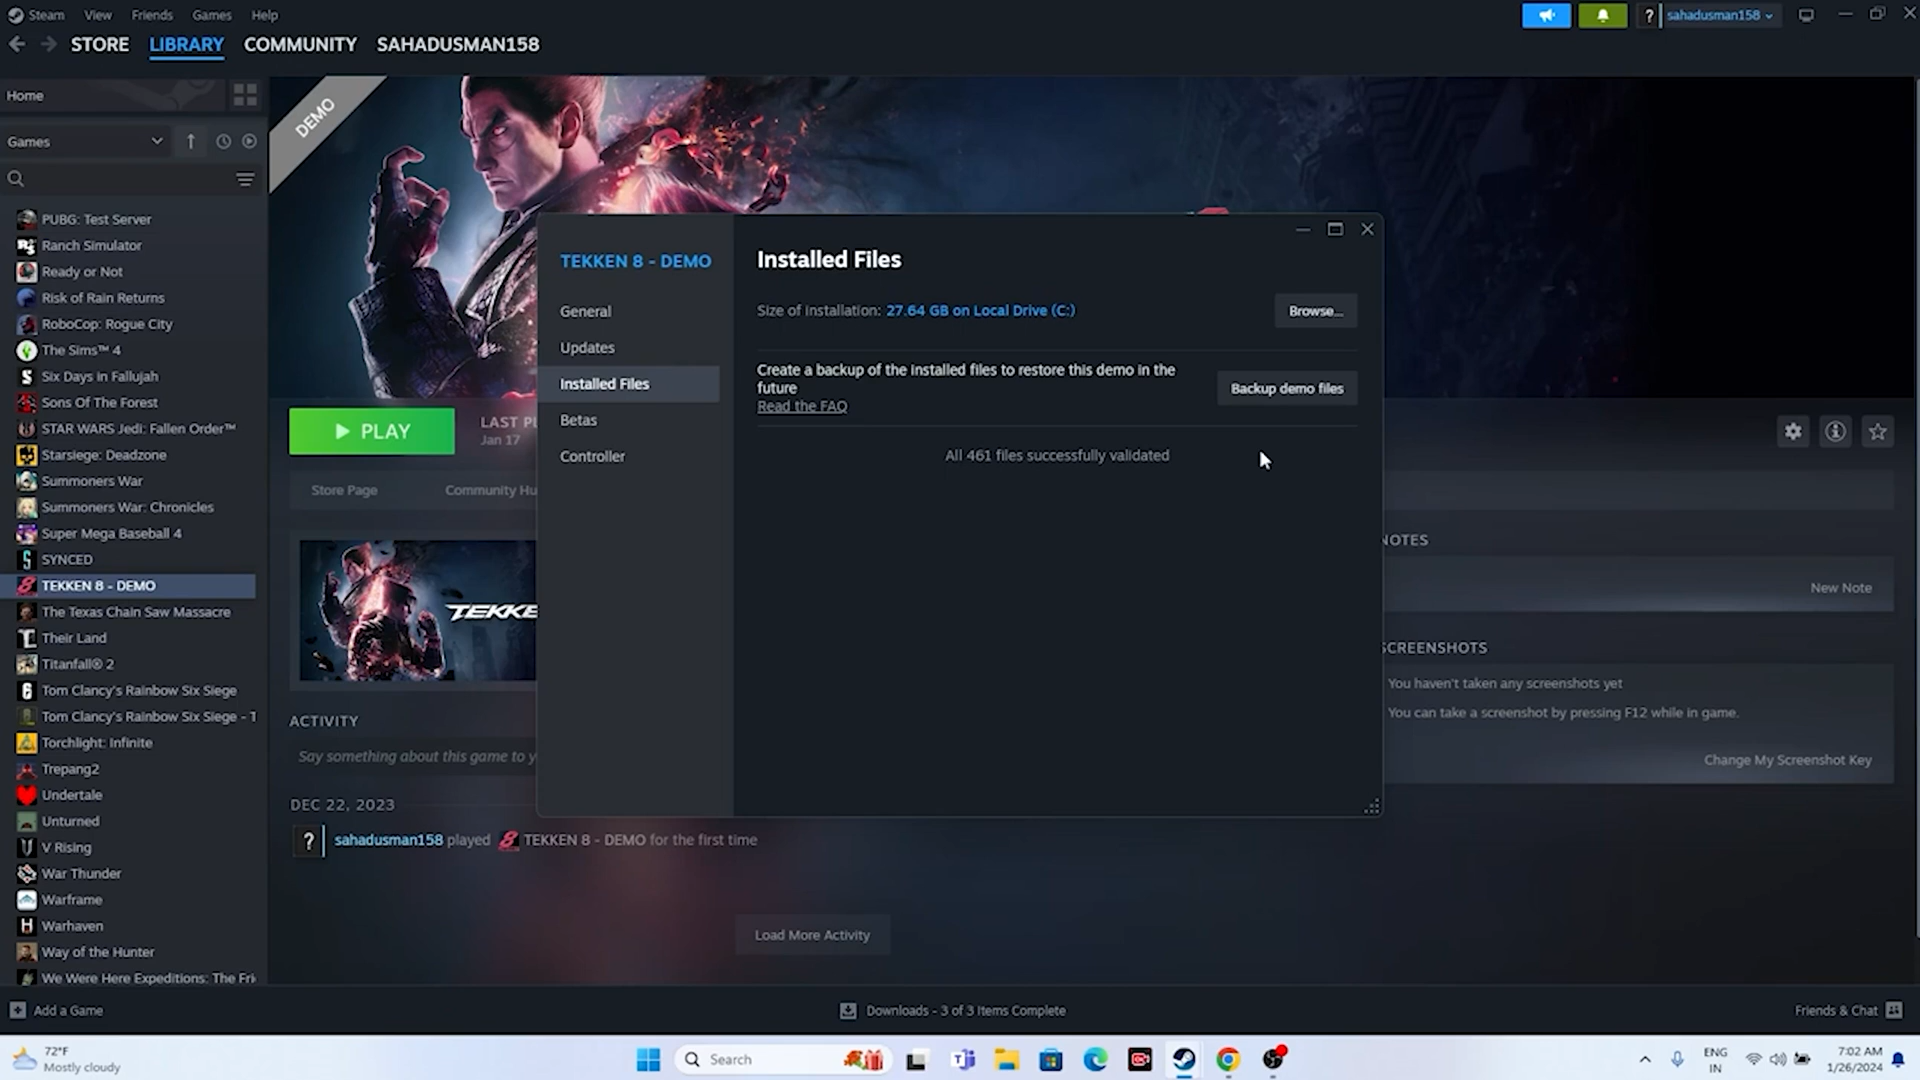 Steam View Friends Games Help
? sahadusman158
STORE LIBRARY COMMUNITY SAHADUSMAN158
Home
Games
PUBG: Test Server
Ranch Simulator
Ready or Not
Risk of Rain Returns
RoboCop: Rogue City
The Sims™ 4
Six Days in Fallujah
Sons Of The Forest
STAR WARS Jedi: Fallen Order™
Starsiege: Deadzone
Summoners War
Summoners War: Chronicles
Super Mega Baseball 4
SYNCED
TEKKEN 8 - DEMO
The Texas Chain Saw Massacre
Their Land
Titanfall® 2
Tom Clancy's Rainbow Six Siege
Tom Clancy's Rainbow Six Siege - T
Torchlight: Infinite
Trepang2
Undertale
Unturned
V Rising
War Thunder
Warframe
Warhaven
Way of the Hunter
We Were Here Expeditions: The Fri
Add a Game
DEMO
PLAY
LAST PL
Jan 17
Store Page Community Hu
TEKKE
ACTIVITY
Say something about this game to y
DEC 22, 2023
? sahadusman158 played TEKKEN 8 - DEMO for the first time
Load More Activity
TEKKEN 8 - DEMO
General
Updates
Installed Files
Betas
Controller
Installed Files
Size of installation: 27.64 GB on Local Drive (C:)
Browse...
Create a backup of the installed files to restore this demo in the
future
Read the FAQ
Backup demo files
All 461 files successfully validated
NOTES
New Note
SCREENSHOTS
You haven't taken any screenshots yet
You can take a screenshot by pressing F12 while in game.
Change My Screenshot Key
Downloads - 3 of 3 Items Complete
Friends & Chat
72°F
Mostly cloudy
Search
ENG
IN
7:02 AM
1/26/2024